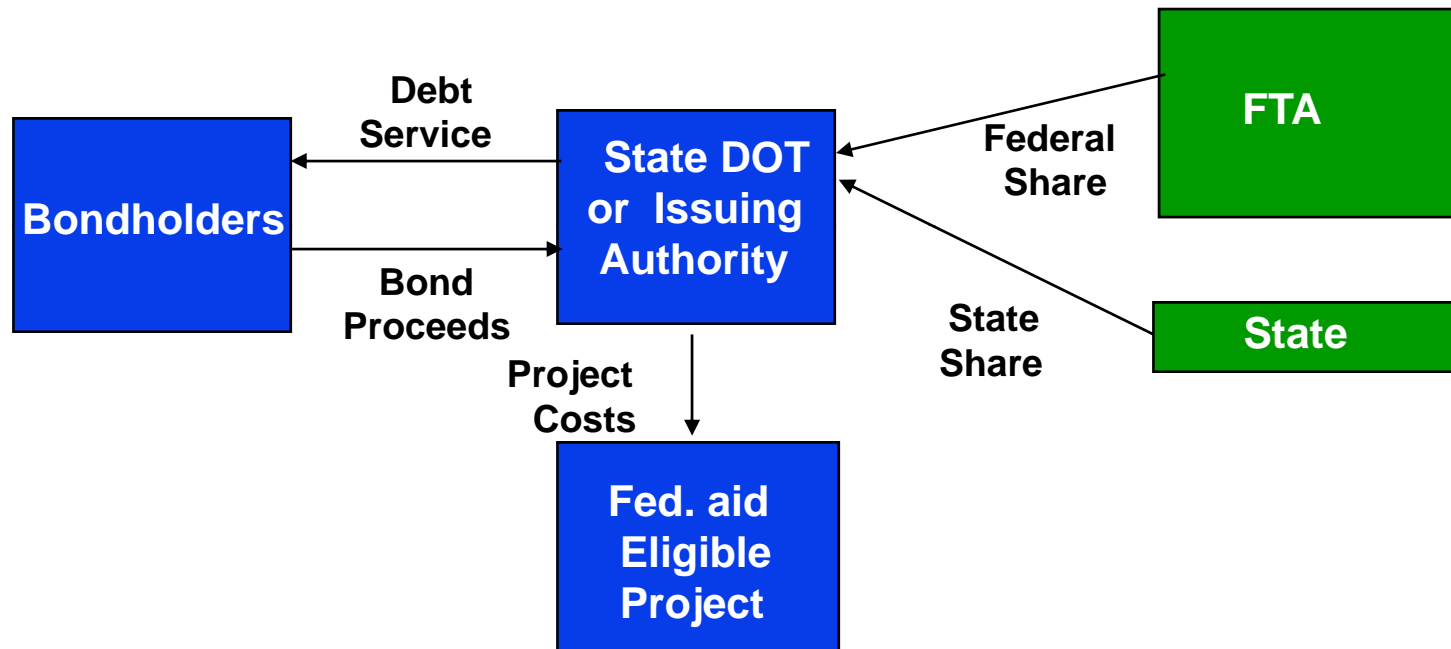 Debt
Service
Bondholders
Bond
Proceeds
State DOT
or Issuing
Authority
Federal
Share
FTA
State
Share
State
Project
Costs
Fed. aid
Eligible
Project